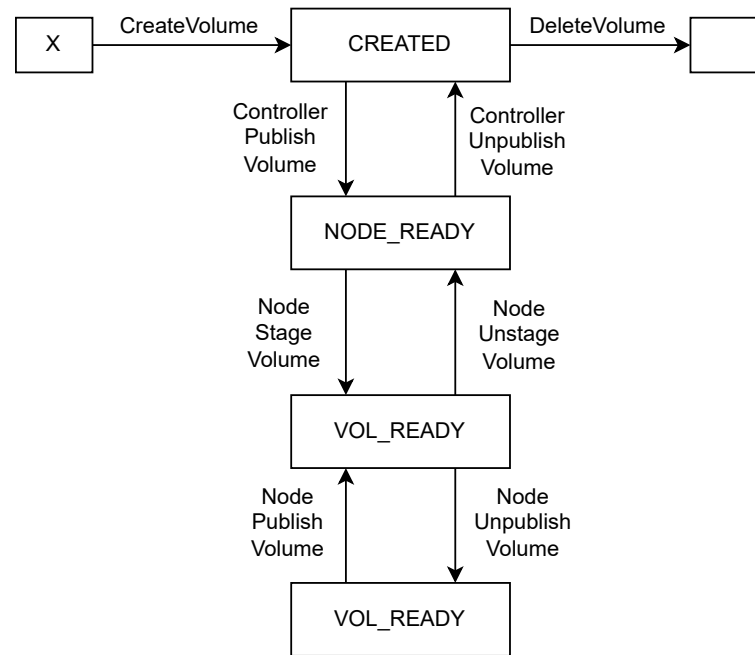 X
CreateVolume
CREATED
DeleteVolume
Controller
Publish
Volume
Controller
Unpublish
Volume
NODE_READY
Node
Stage
Volume
Node
Unstage
Volume
VOL_READY
Node
Publish
Volume
Node
Unpublish
Volume
VOL_READY